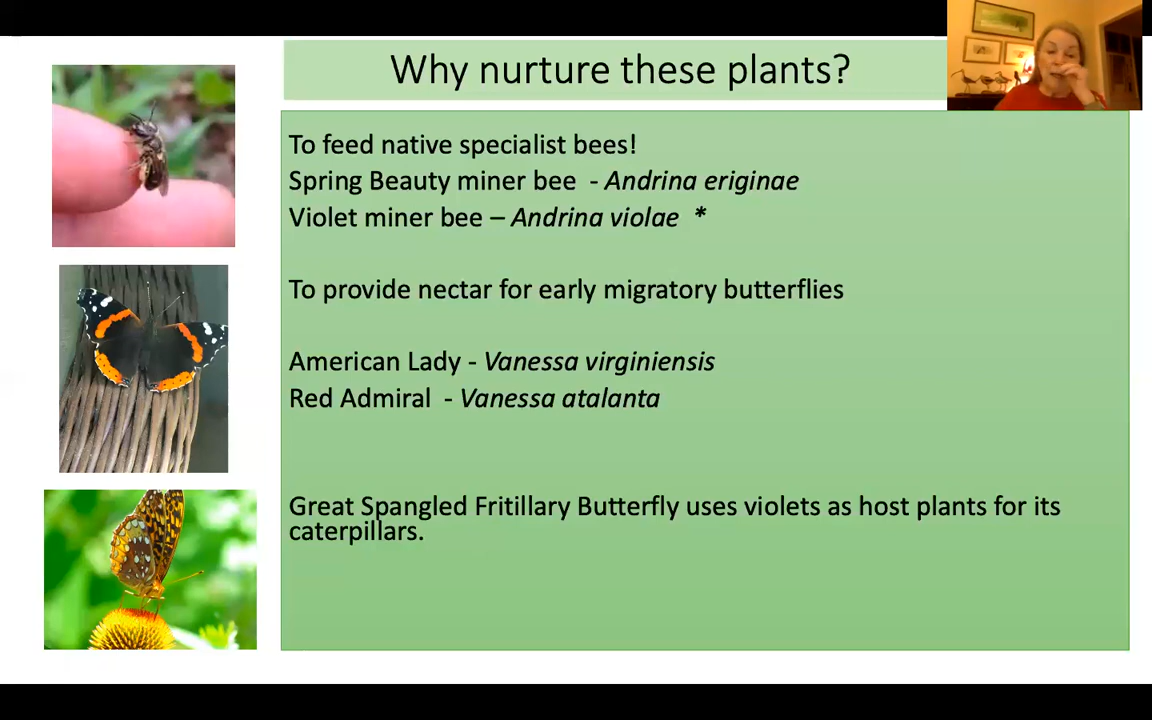 Why nurture these plants?
To feed native specialist bees!
Spring Beauty miner bee - Andrina eriginae
Violet miner bee – Andrina violae *
To provide nectar for early migratory butterflies
American Lady - Vanessa virginiensis
Red Admiral - Vanessa atalanta
Great Spangled Fritillary Butterfly uses violets as host plants for its
caterpillars.